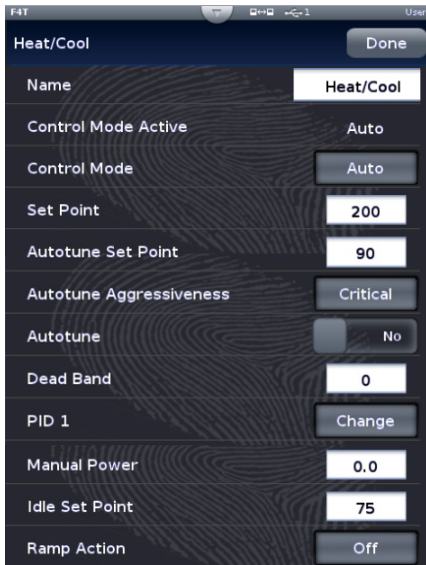 F4T 1 User
Heat/Cool Done
Name Heat/Cool
Control Mode Active Auto
Control Mode Auto
Set Point 200
Autotune Set Point 90
Autotune Aggressiveness Critical
Autotune No
Dead Band 0
PID 1 Change
Manual Power 0.0
Idle Set Point 75
Ramp Action Off